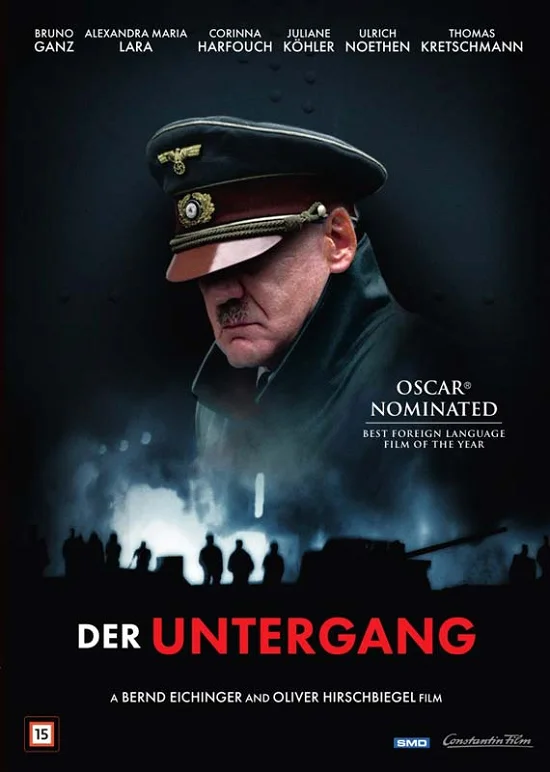 BRUNO GANZ
ALEXANDRA MARIA LARA
CORINNA HARFOUCH
JULIANE KÖHLER
ULRICH NOETHEN
THOMAS KRETSCHMANN
OSCAR®
NOMINATED
BEST FOREIGN LANGUAGE
FILM OF THE YEAR
DER UNTERGANG
A BERND EICHINGER AND OLIVER HIRSCHBIEGEL FILM
15
SMD
Constantin Film